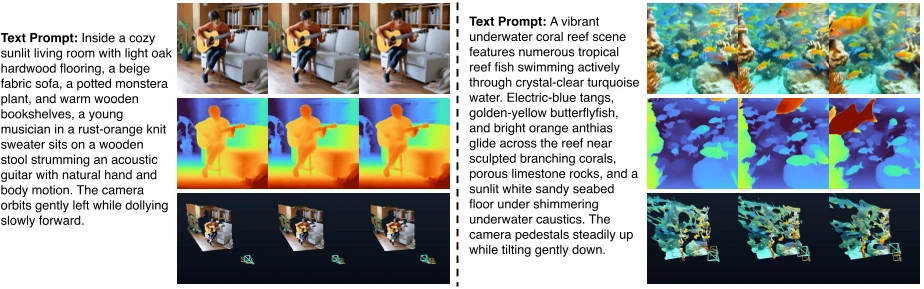 Text Prompt: Inside a cozy
sunlit living room with light oak
hardwood flooring, a beige
fabric sofa, a potted monstera
plant, and warm wooden
bookshelves, a young
musician in a rust-orange knit
sweater sits on a wooden
stool strumming an acoustic
guitar with natural hand and
body motion. The camera
orbits gently left while dollying
slowly forward.
Text Prompt: A vibrant
underwater coral reef scene
features numerous tropical
reef fish swimming actively
through crystal-clear turquoise
water. Electric-blue tangs,
golden-yellow butterflyfish,
and bright orange anthias
glide across the reef near
sculpted branching corals,
porous limestone rocks, and a
sunlit white sandy seabed
floor under shimmering
underwater caustics. The
camera pedestals steadily up
while tilting gently down.